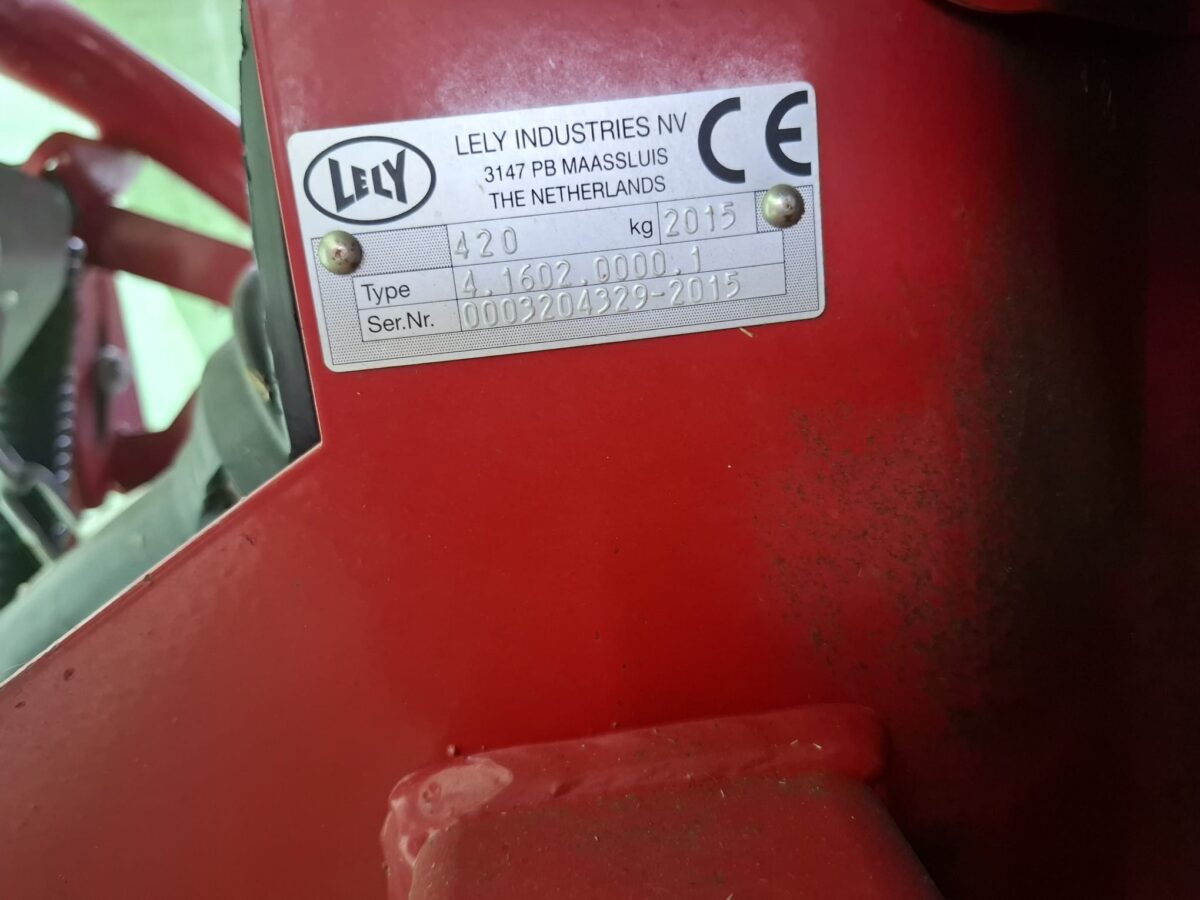 LELY
LELY INDUSTRIES NV
3147 PB MAASSLUIS
THE NETHERLANDS
CE
420 kg 2015
Type 4.1602.0000.1
Ser.Nr. 0003204329-2015